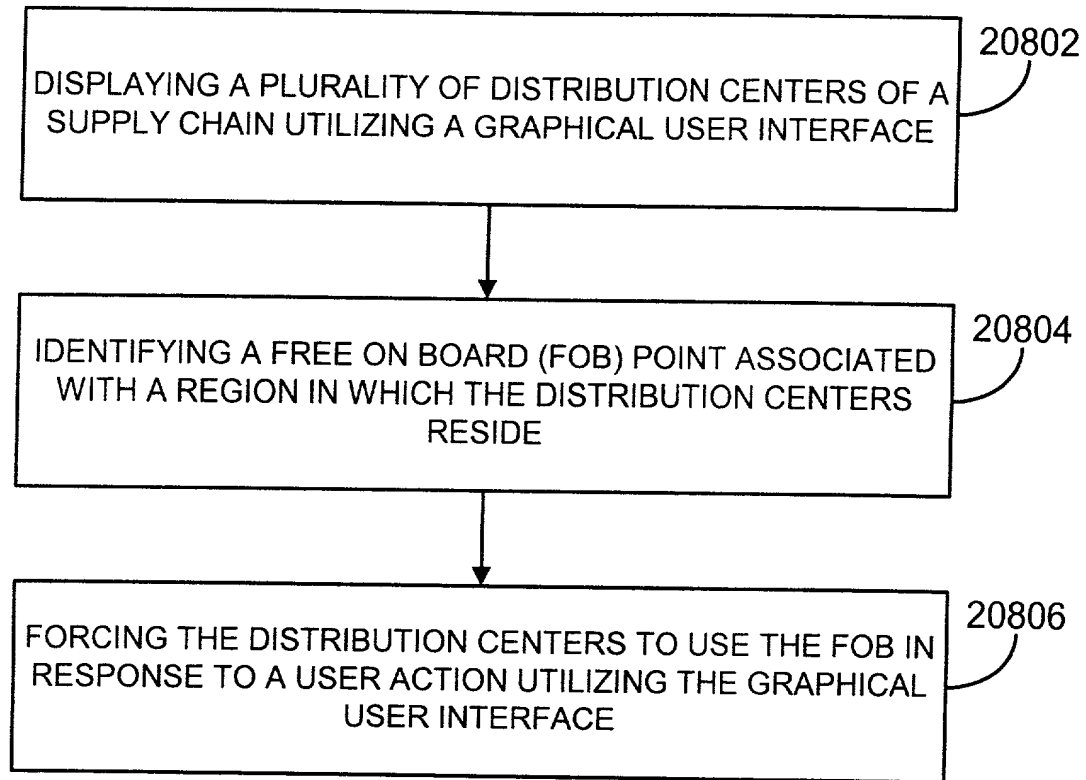 20802
DISPLAYING A PLURALITY OF DISTRIBUTION CENTERS OF A
SUPPLY CHAIN UTILIZING A GRAPHICAL USER INTERFACE
20804
IDENTIFYING A FREE ON BOARD (FOB) POINT ASSOCIATED
WITH A REGION IN WHICH THE DISTRIBUTION CENTERS
RESIDE
20806
FORCING THE DISTRIBUTION CENTERS TO USE THE FOB IN
RESPONSE TO A USER ACTION UTILIZING THE GRAPHICAL
USER INTERFACE